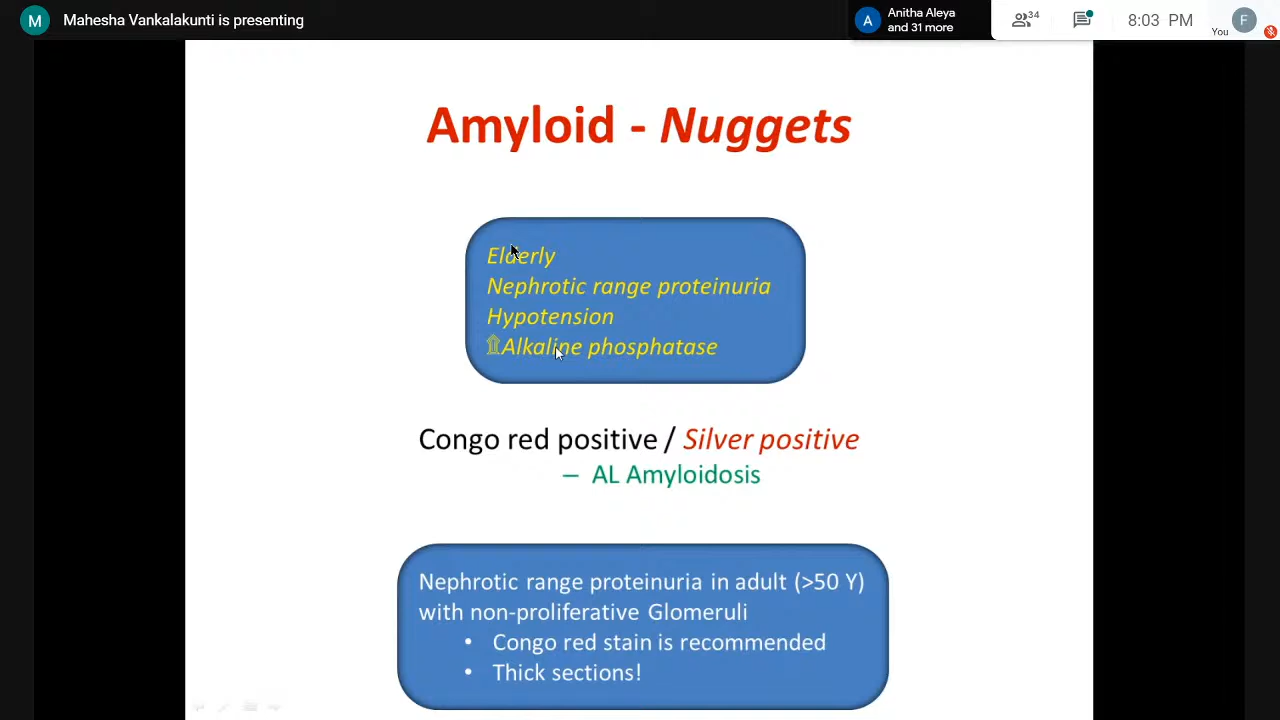 M
Mahesha Vankalakunti is presenting
A
Anitha Aleya
and 31 more
34
8:03 PM
You
F
Amyloid - Nuggets
Elderly
Nephrotic range proteinuria
Hypotension
⇑Alkaline phosphatase
Congo red positive / Silver positive
– AL Amyloidosis
Nephrotic range proteinuria in adult (>50 Y)
with non-proliferative Glomeruli
• Congo red stain is recommended
• Thick sections!